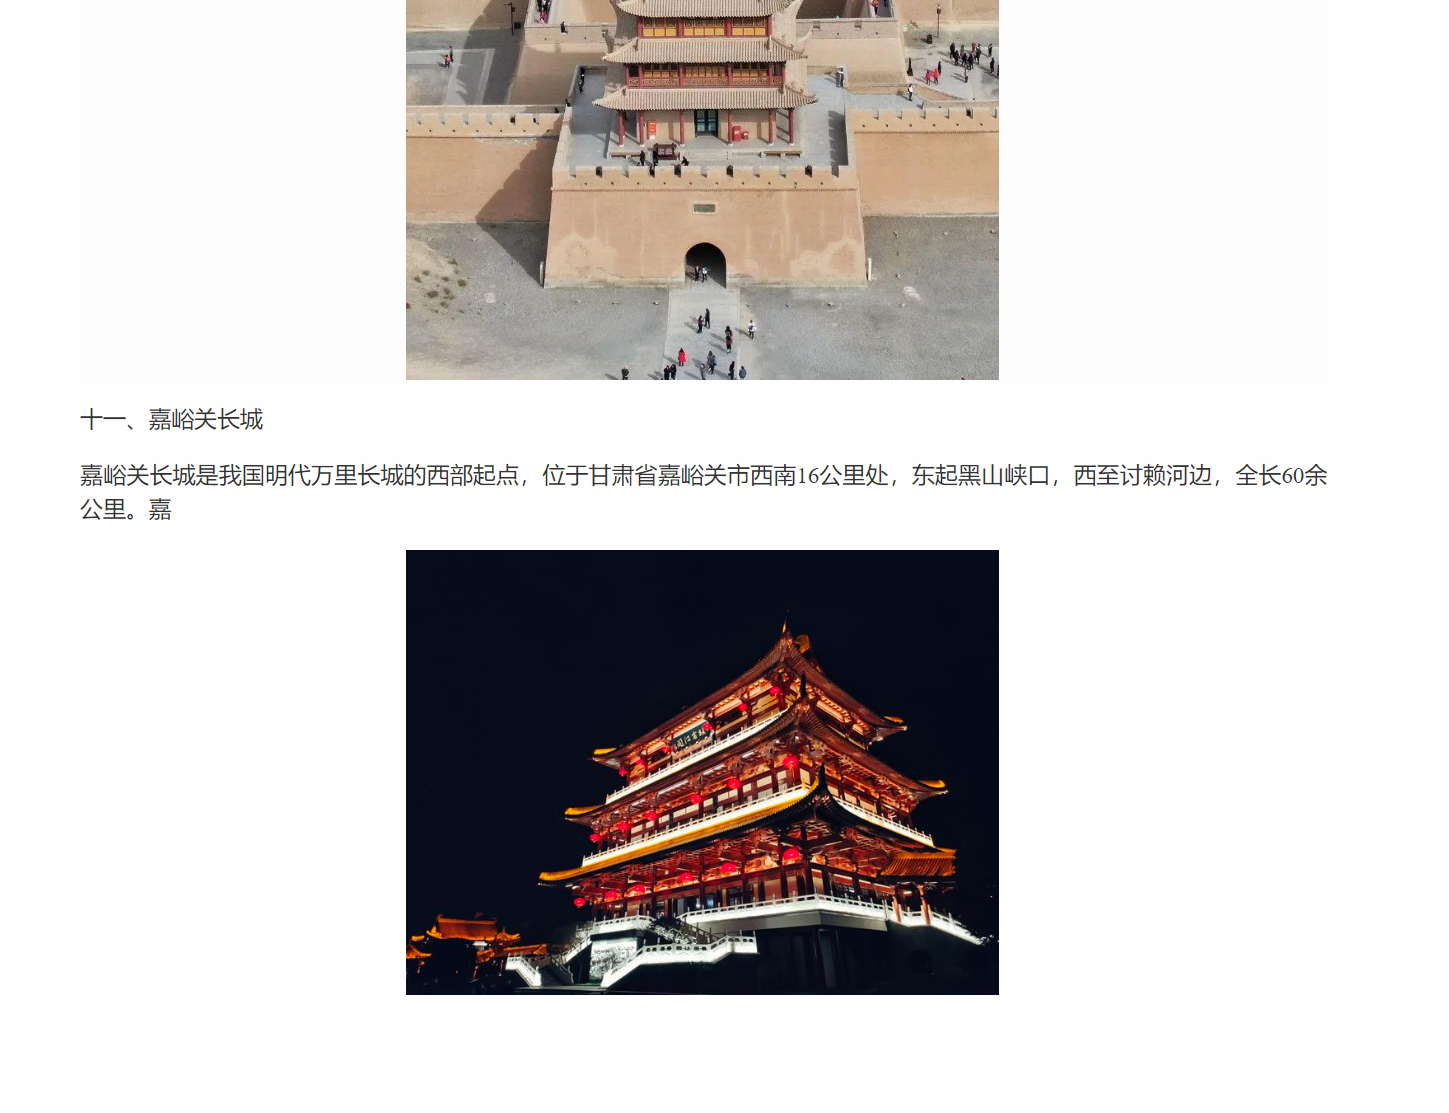 十一、嘉峪关长城
嘉峪关长城是我国明代万里长城的西部起点，位于甘肃省嘉峪关市西南16公里处，东起黑山峡口，西至讨赖河边，全长60余
公里。嘉